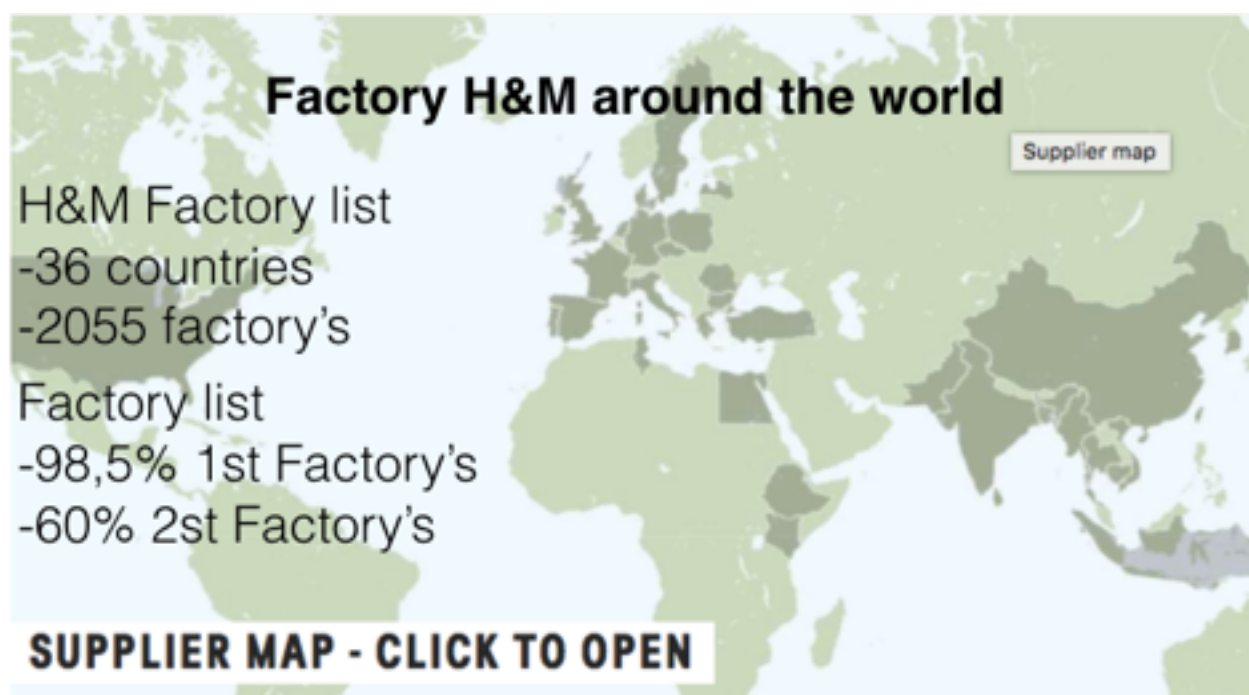 Factory H&M around the world
Supplier map
H&M Factory list
-36 countries
-2055 factory’s
Factory list
-98,5% 1st Factory’s
-60% 2st Factory’s
SUPPLIER MAP - CLICK TO OPEN